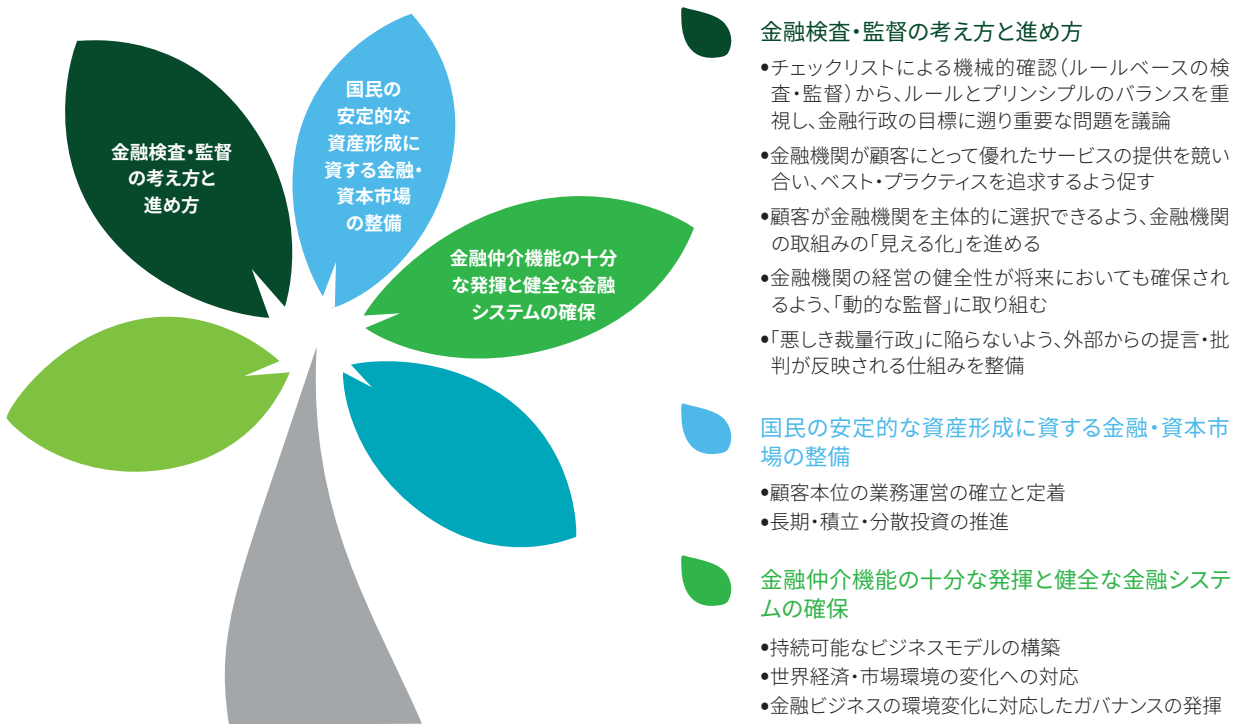 金融検査・監督
の考え方と
進め方
国民の
安定的な
資産形成に
資する金融・
資本市場
の整備
金融仲介機能の十分
な発揮と健全な金融
システムの確保
金融検査・監督の考え方と進め方
•チェックリストによる機械的確認（ルールベースの検
査・監督）から、ルールとプリンシプルのバランスを重
視し、金融行政の目標に遡り重要な問題を議論
•金融機関が顧客にとって優れたサービスの提供を競い
合い、ベスト・プラクティスを追求するよう促す
•顧客が金融機関を主体的に選択できるよう、金融機関
の取組みの「見える化」を進める
•金融機関の経営の健全性が将来においても確保され
るよう、「動的な監督」に取り組む
•「悪しき裁量行政」に陥らないよう、外部からの提言・批
判が反映される仕組みを整備
国民の安定的な資産形成に資する金融・資本市
場の整備
•顧客本位の業務運営の確立と定着
•長期・積立・分散投資の推進
金融仲介機能の十分な発揮と健全な金融システ
ムの確保
•持続可能なビジネスモデルの構築
•世界経済・市場環境の変化への対応
•金融ビジネスの環境変化に対応したガバナンスの発揮